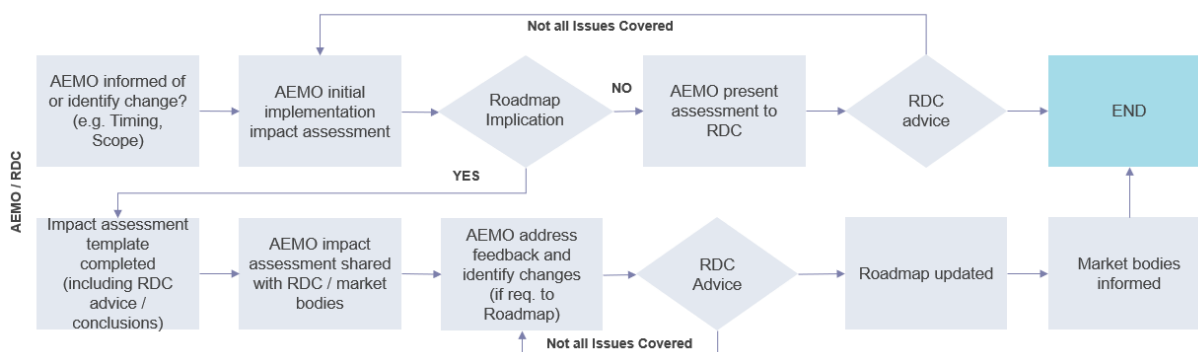 Not all Issues Covered
AEMO informed of
or identify change?
(e.g. Timing,
Scope)
AEMO initial
implementation
impact assessment
Roadmap
Implication
NO
AEMO present
assessment to
RDC
RDC
advice
END
YES
AEMO / RDC
Impact assessment
template
completed
(including RDC
advice /
conclusions)
AEMO impact
assessment shared
with RDC / market
bodies
AEMO address
feedback and
identify changes
(if req. to
Roadmap)
RDC
Advice
Roadmap updated
Market bodies
informed
Not all Issues Covered